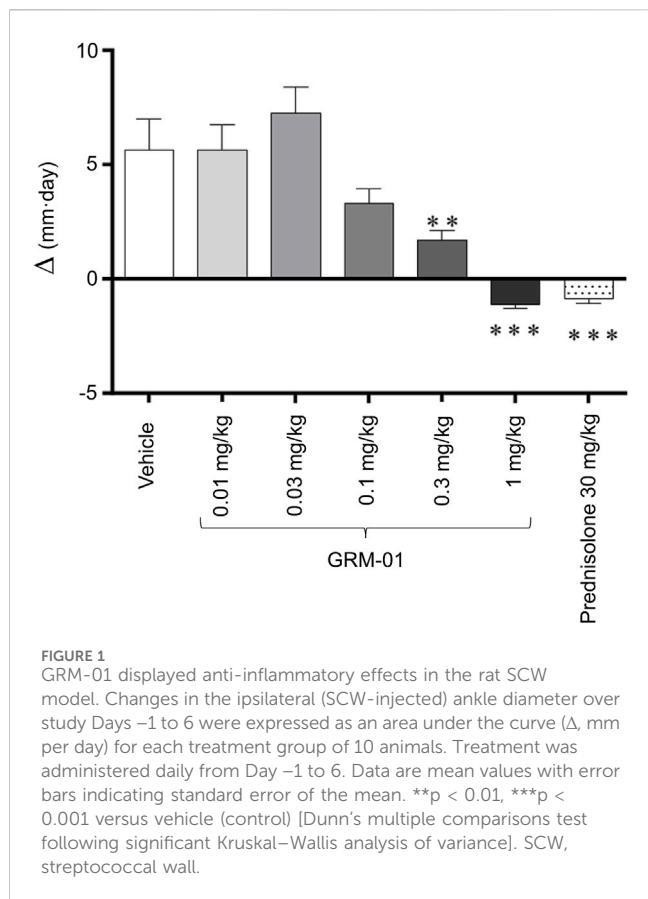 10
5
0
-5
Δ (mm·day)
**
***
***
Vehicle
0.01 mg/kg
0.03 mg/kg
0.1 mg/kg
0.3 mg/kg
1 mg/kg
Prednisolone 30 mg/kg
GRM-01
FIGURE 1
GRM-01 displayed anti-inflammatory effects in the rat SCW
model. Changes in the ipsilateral (SCW-injected) ankle diameter over
study Days –1 to 6 were expressed as an area under the curve (Δ, mm
per day) for each treatment group of 10 animals. Treatment was
administered daily from Day –1 to 6. Data are mean values with error
bars indicating standard error of the mean. **p < 0.01, ***p <
0.001 versus vehicle (control) [Dunn's multiple comparisons test
following significant Kruskal–Wallis analysis of variance]. SCW,
streptococcal wall.